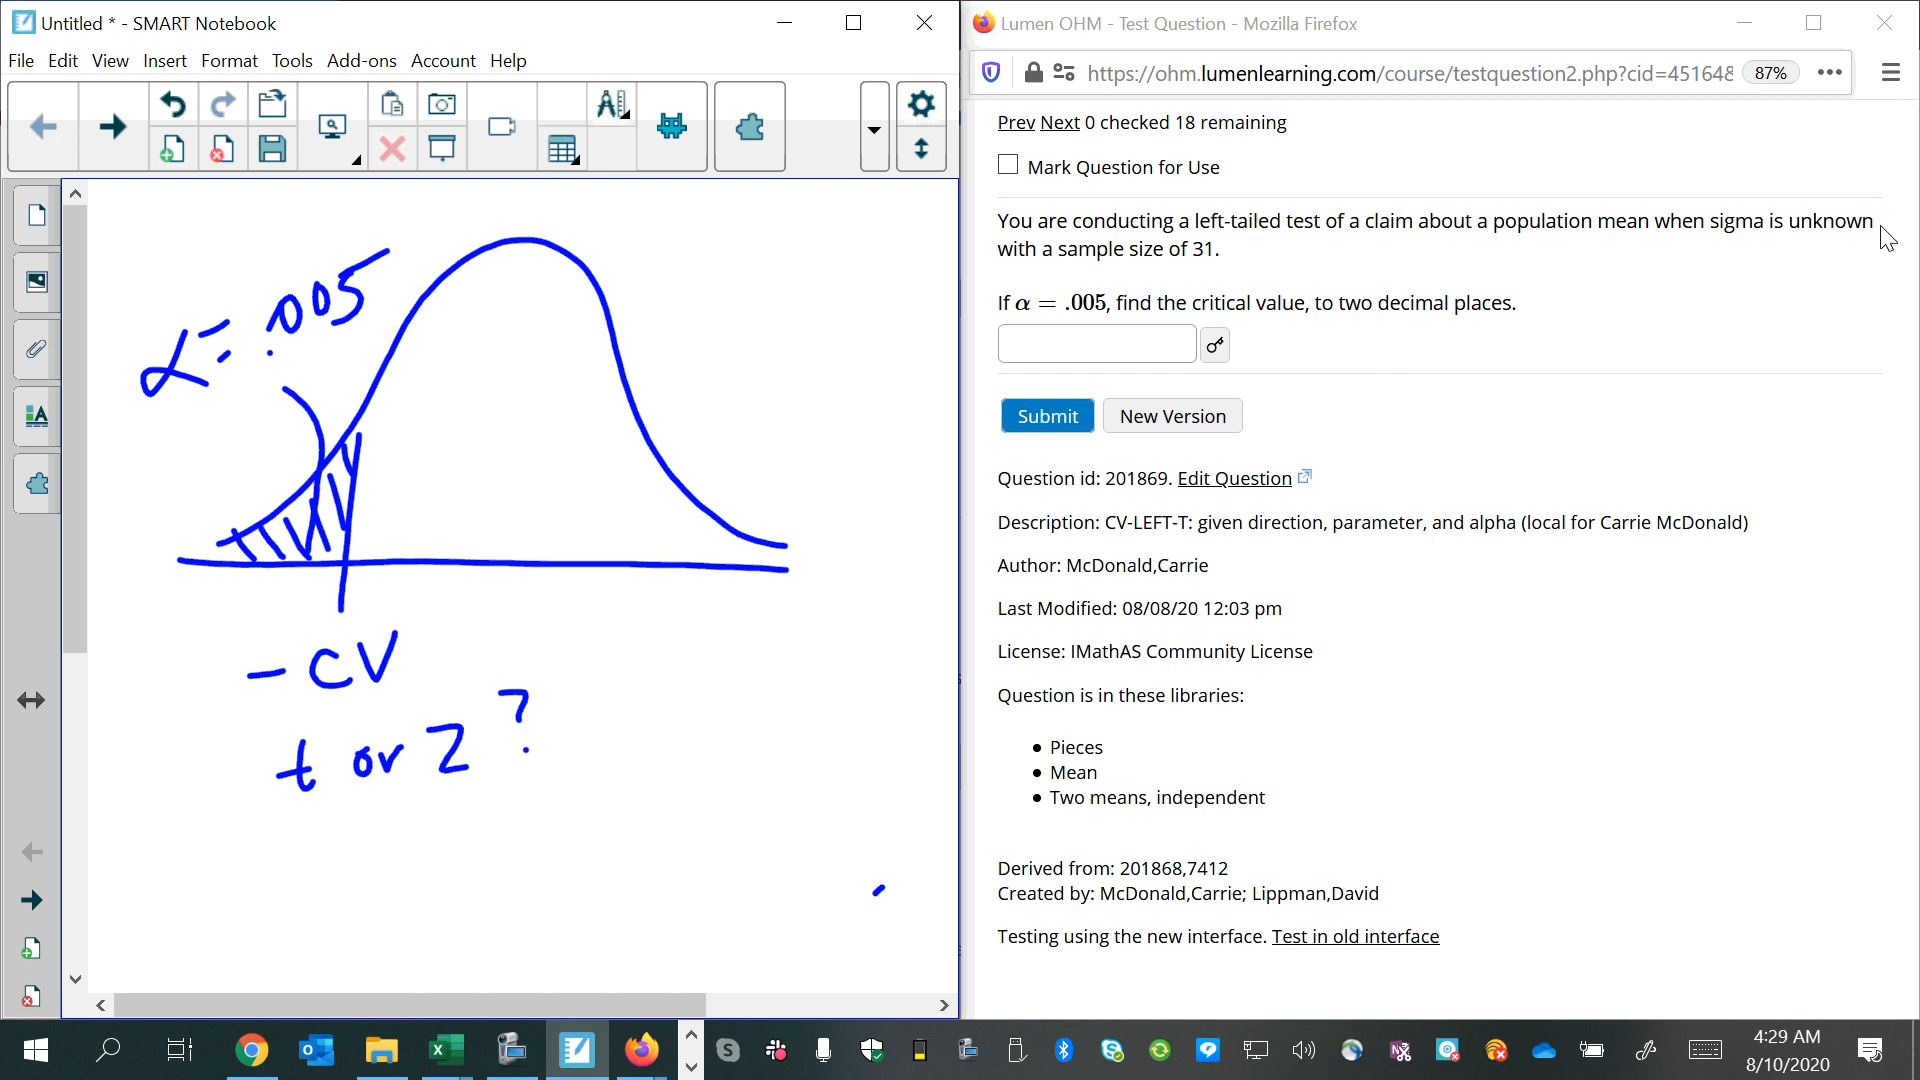 Untitled * - SMART Notebook
File Edit View Insert Format Tools Add-ons Account Help
α = .005
- CV
t or Z ?
Lumen OHM - Test Question - Mozilla Firefox
https://ohm.lumenlearning.com/course/testquestion2.php?cid=451648
87%
Prev Next 0 checked 18 remaining
Mark Question for Use
You are conducting a left-tailed test of a claim about a population mean when sigma is unknown
with a sample size of 31.
If α = .005, find the critical value, to two decimal places.
Submit New Version
Question id: 201869. Edit Question
Description: CV-LEFT-T: given direction, parameter, and alpha (local for Carrie McDonald)
Author: McDonald,Carrie
Last Modified: 08/08/20 12:03 pm
License: IMathAS Community License
Question is in these libraries:
● Pieces
● Mean
● Two means, independent
Derived from: 201868,7412
Created by: McDonald,Carrie; Lippman,David
Testing using the new interface. Test in old interface
4:29 AM
8/10/2020